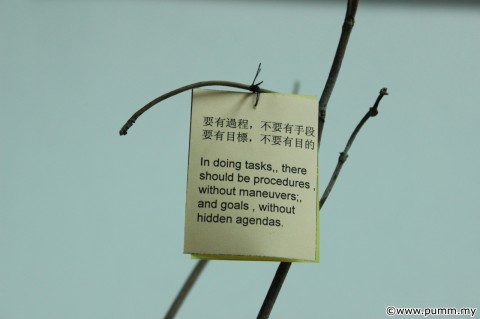 要有過程，不要有手段
要有目標，不要有目的
In doing tasks,, there
should be procedures ,
without maneuvers;,
and goals , without
hidden agendas.
©www.pumm.my